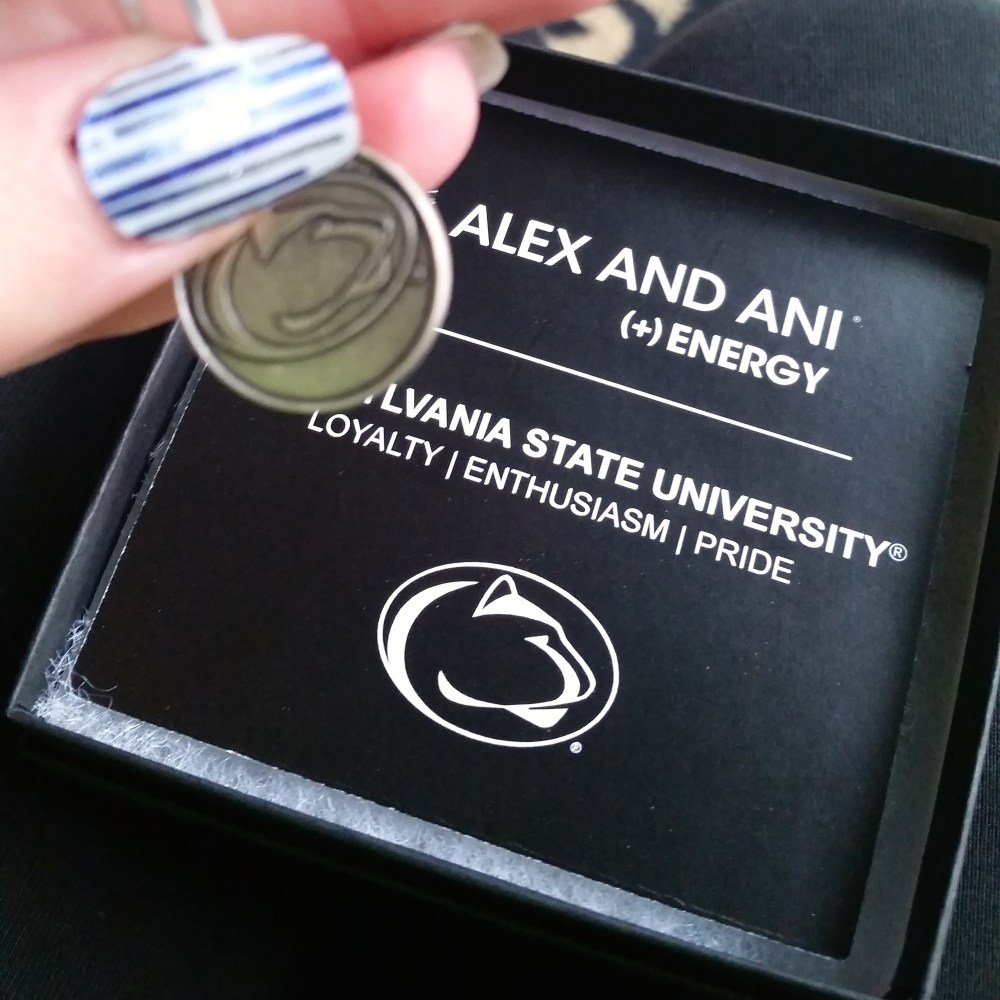 ALEX AND ANI®
(+) ENERGY
LVANIA STATE UNIVERSITY®
LOYALTY | ENTHUSIASM | PRIDE
®